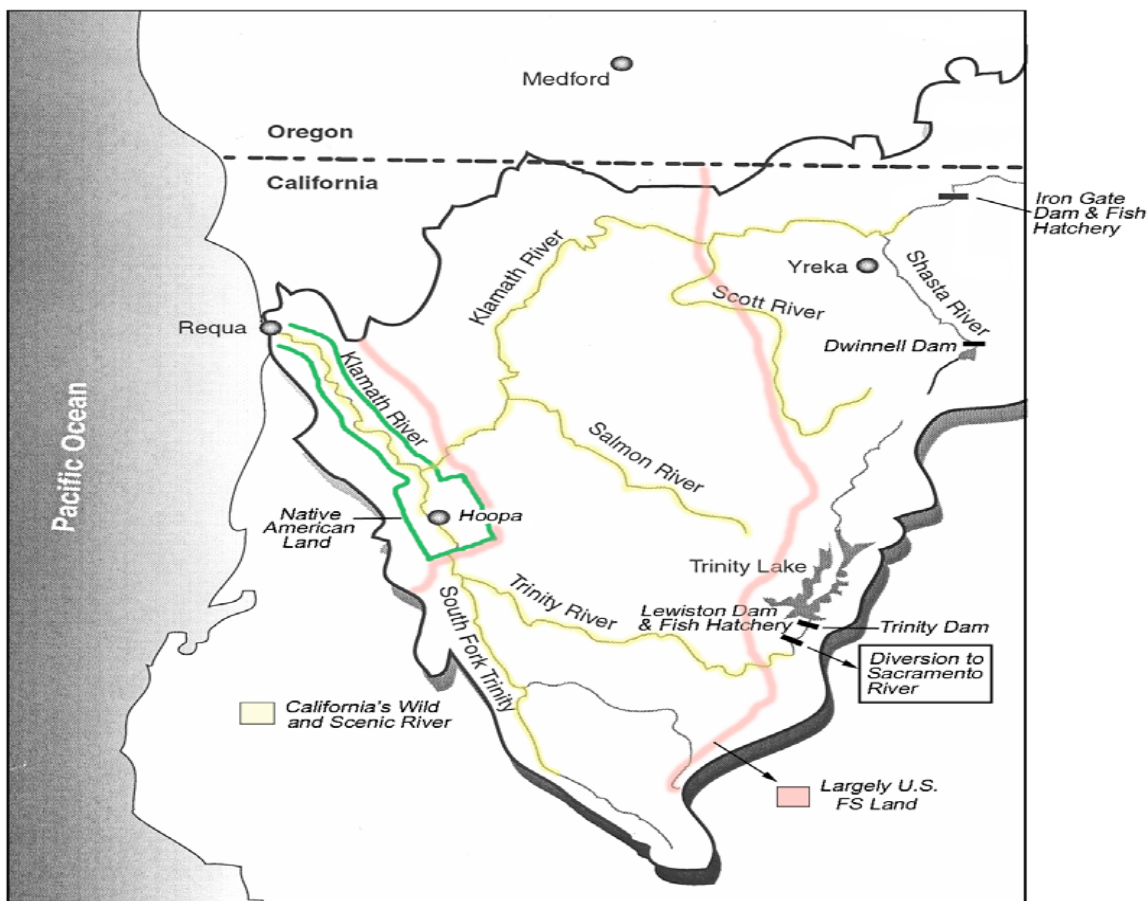 Medford
Oregon
California
Iron Gate
Dam & Fish
Hatchery
Klamath River
Yreka
Shasta River
Scott River
Requa
Dwinnell Dam
Klamath River
Pacific Ocean
Salmon River
Native
American
Land
Hoopa
Trinity Lake
Trinity River
Lewiston Dam
& Fish Hatchery
Trinity Dam
South Fork Trinity
Diversion to
Sacramento
River
California's Wild
and Scenic River
Largely U.S.
FS Land